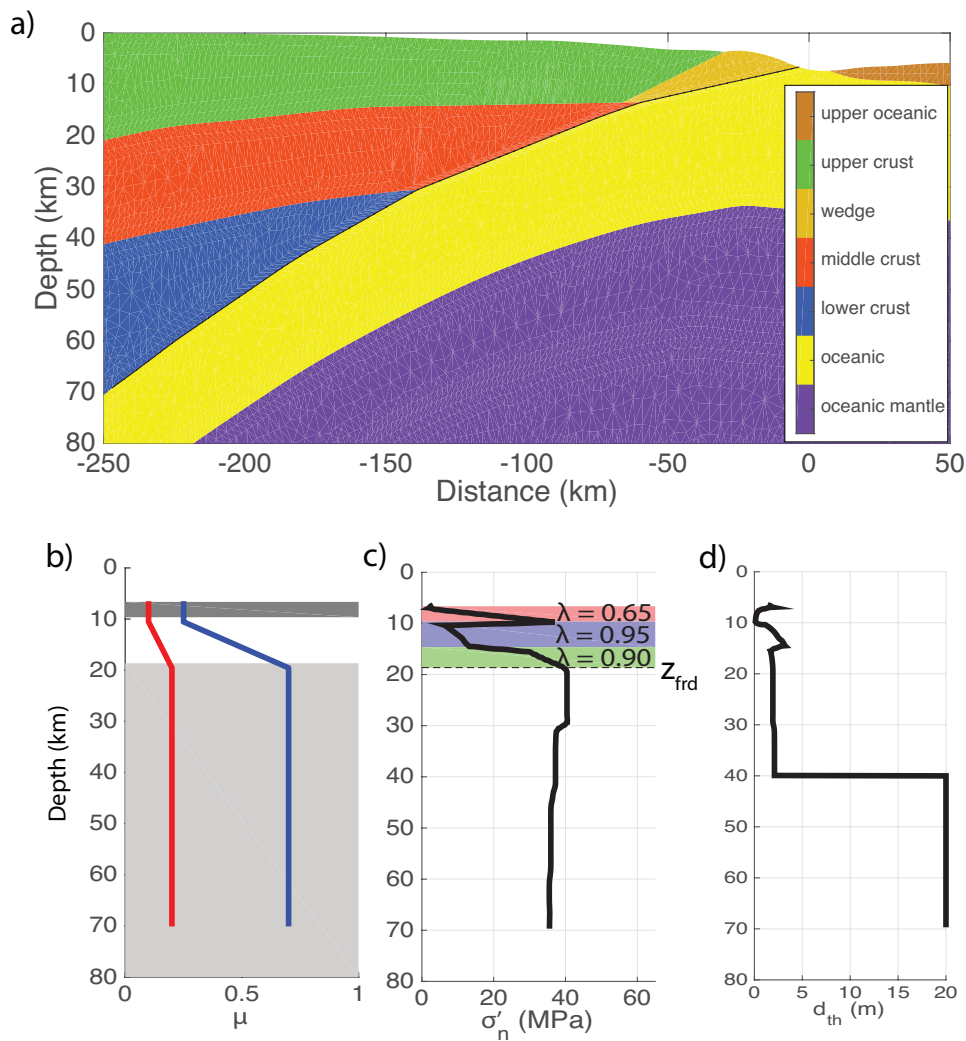 a)
0
10
20
30
40
50
60
70
80
Depth (km)
-250
-200
-150
-100
-50
0
50
Distance (km)
upper oceanic
upper crust
wedge
middle crust
lower crust
oceanic
oceanic mantle
b)
0
10
20
30
40
50
60
70
80
Depth (km)
0
0.5
1
μ
c)
0
10
20
30
40
50
60
70
80
λ = 0.65
λ = 0.95
λ = 0.90
z_frd
0
20
40
60
σ'_n (MPa)
d)
0
10
20
30
40
50
60
70
80
0
5
10
15
20
d_th (m)